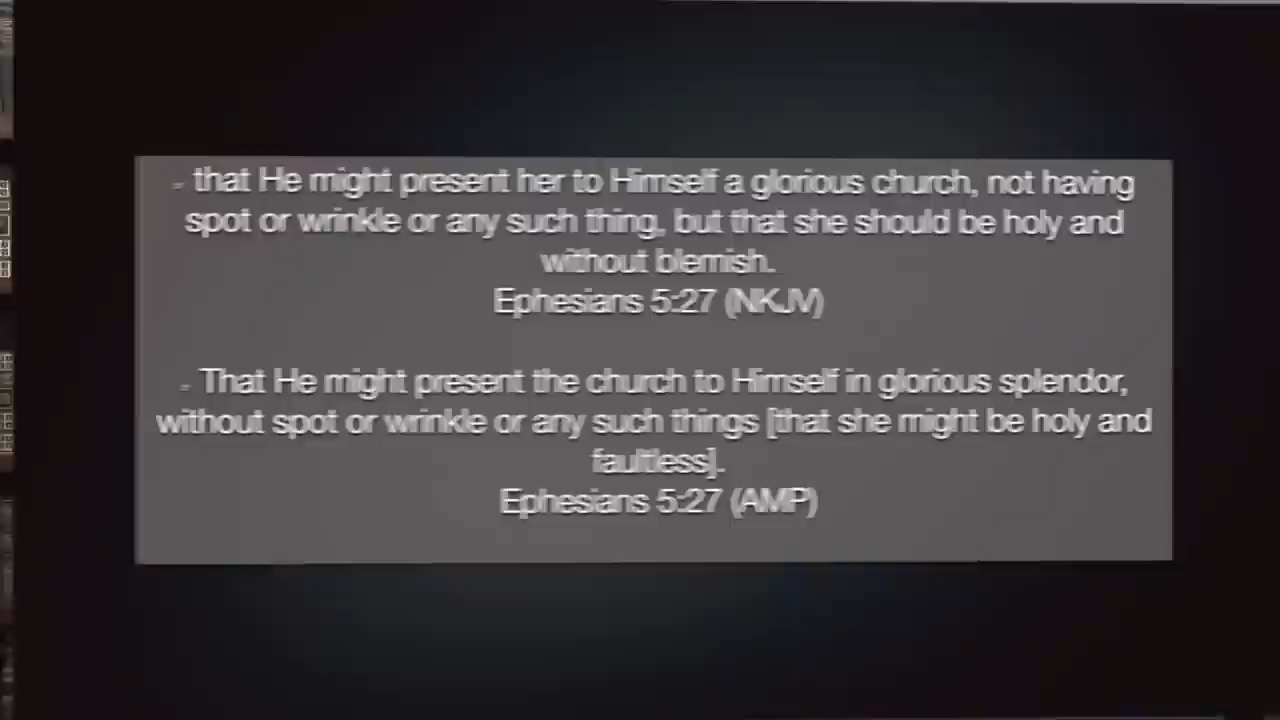 - that He might present her to Himself a glorious church, not having
spot or wrinkle or any such thing, but that she should be holy and
without blemish.
Ephesians 5:27 (NKJV)
- That He might present the church to Himself in glorious splendor,
without spot or wrinkle or any such things [that she might be holy and
faultless].
Ephesians 5:27 (AMP)